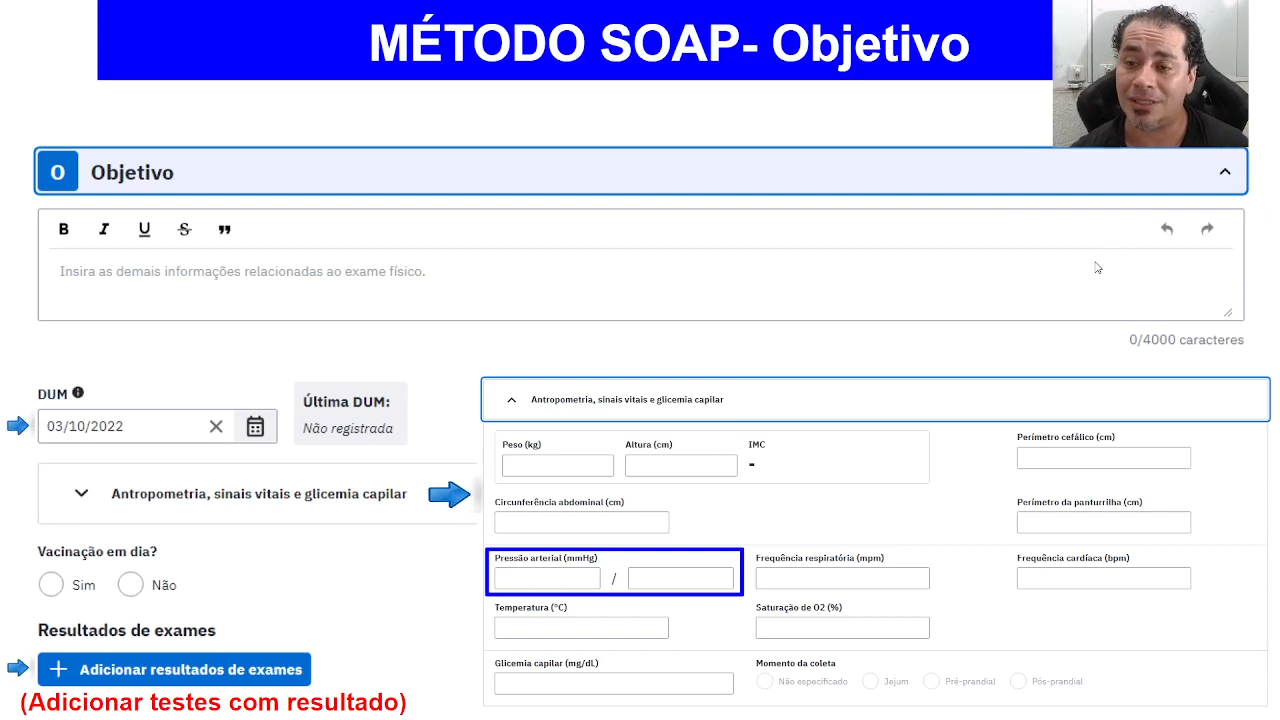 MÉTODO SOAP- Objetivo
O Objetivo
B I U S "
Insira as demais informações relacionadas ao exame físico.
0/4000 caracteres
DUM
03/10/2022
Última DUM:
Não registrada
Antropometria, sinais vitais e glicemia capilar
Vacinação em dia?
Sim Não
Resultados de exames
+ Adicionar resultados de exames
(Adicionar testes com resultado)
Antropometria, sinais vitais e glicemia capilar
Peso (kg) Altura (cm) IMC
-
Perímetro cefálico (cm)
Circunferência abdominal (cm)
Perímetro da panturrilha (cm)
Pressão arterial (mmHg) Frequência respiratória (mpm) Frequência cardíaca (bpm)
/
Temperatura (°C) Saturação de O2 (%)
Glicemia capilar (mg/dL) Momento da coleta
Não especificado Jejum Pré-prandial Pós-prandial